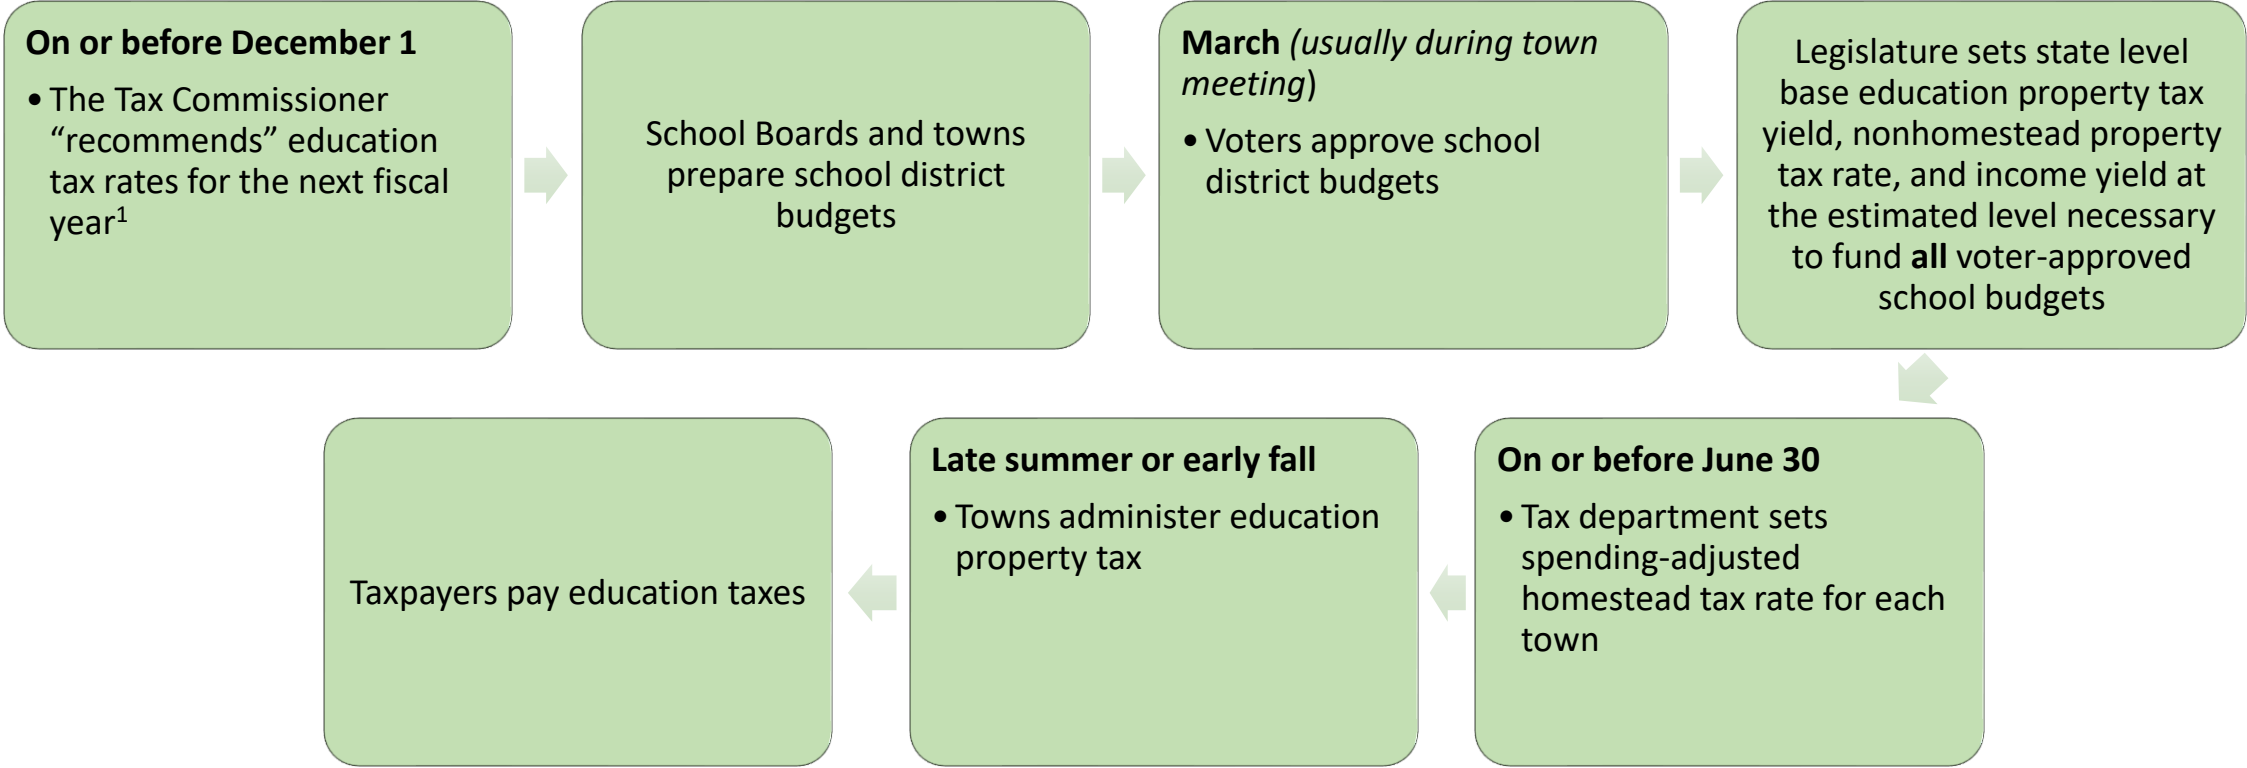 On or before December 1
• The Tax Commissioner
“recommends” education
tax rates for the next fiscal
year¹
School Boards and towns
prepare school district
budgets
March (usually during town
meeting)
• Voters approve school
district budgets
Legislature sets state level
base education property tax
yield, nonhomestead property
tax rate, and income yield at
the estimated level necessary
to fund all voter-approved
school budgets
On or before June 30
• Tax department sets
spending-adjusted
homestead tax rate for each
town
Late summer or early fall
• Towns administer education
property tax
Taxpayers pay education taxes